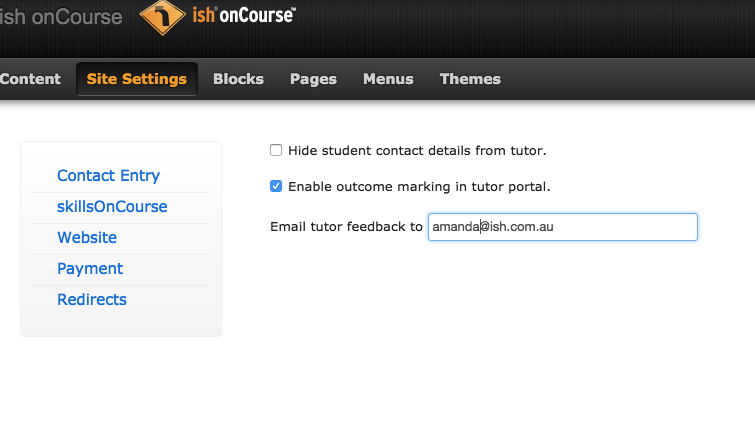 ish onCourse
ish onCourse™
Content Site Settings Blocks Pages Menus Themes
Contact Entry
skillsOnCourse
Website
Payment
Redirects
Hide student contact details from tutor.
Enable outcome marking in tutor portal.
Email tutor feedback to amanda@ish.com.au